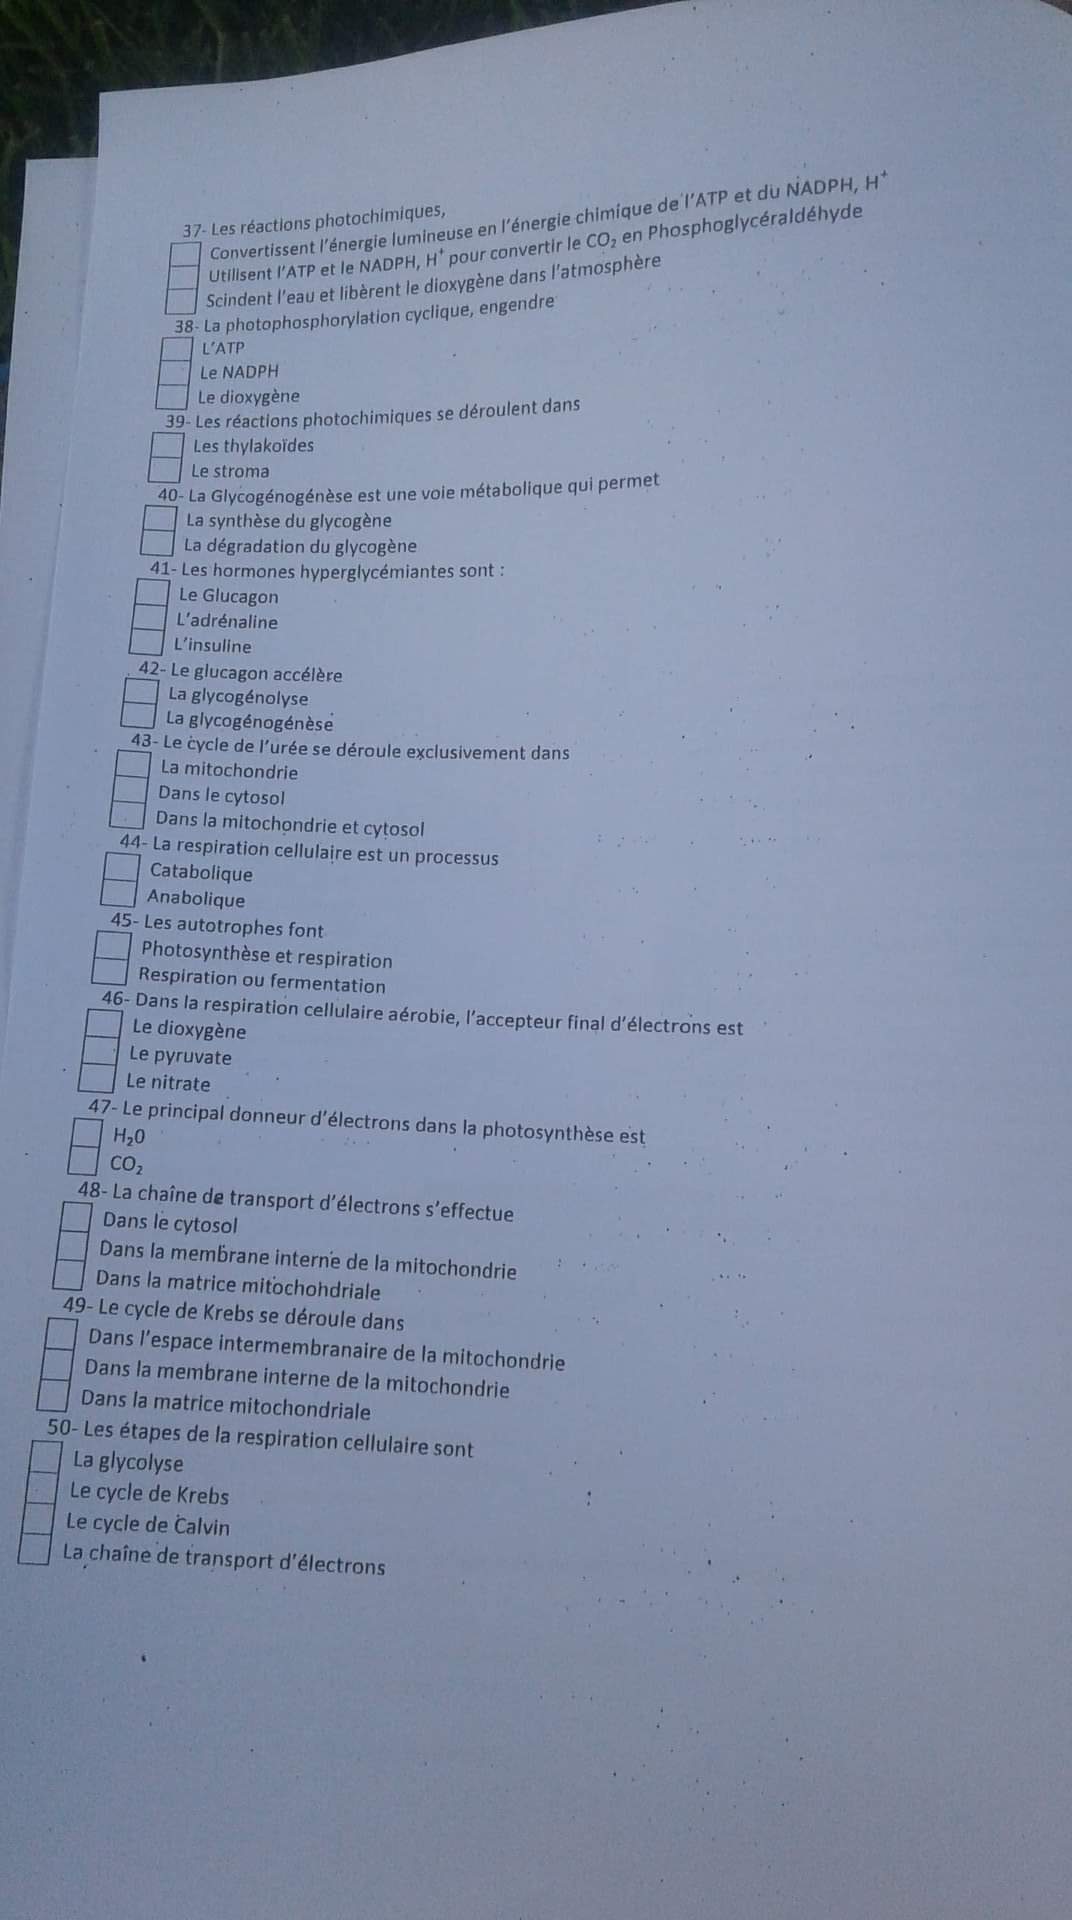 37- Les réactions photochimiques,
Convertissent l'énergie lumineuse en l'énergie chimique de l'ATP et du NADPH, H⁺
Utilisent l'ATP et le NADPH, H⁺ pour convertir le CO₂ en Phosphoglycéraldéhyde
Scindent l'eau et libèrent le dioxygène dans l'atmosphère
38- La photophosphorylation cyclique, engendre
L'ATP
Le NADPH
Le dioxygène
39- Les réactions photochimiques se déroulent dans
Les thylakoïdes
Le stroma
40- La Glycogénogénèse est une voie métabolique qui permet
La synthèse du glycogène
La dégradation du glycogène
41- Les hormones hyperglycémiantes sont :
Le Glucagon
L'adrénaline
L'insuline
42- Le glucagon accélère
La glycogénolyse
La glycogénogénèse
43- Le cycle de l'urée se déroule exclusivement dans
La mitochondrie
Dans le cytosol
Dans la mitochondrie et cytosol
44- La respiration cellulaire est un processus
Catabolique
Anabolique
45- Les autotrophes font
Photosynthèse et respiration
Respiration ou fermentation
46- Dans la respiration cellulaire aérobie, l'accepteur final d'électrons est
Le dioxygène
Le pyruvate
Le nitrate
47- Le principal donneur d'électrons dans la photosynthèse est
H₂0
CO₂
48- La chaîne de transport d'électrons s'effectue
Dans le cytosol
Dans la membrane interne de la mitochondrie
Dans la matrice mitochondriale
49- Le cycle de Krebs se déroule dans
Dans l'espace intermembranaire de la mitochondrie
Dans la membrane interne de la mitochondrie
Dans la matrice mitochondriale
50- Les étapes de la respiration cellulaire sont
La glycolyse
Le cycle de Krebs
Le cycle de Calvin
La chaîne de transport d'électrons